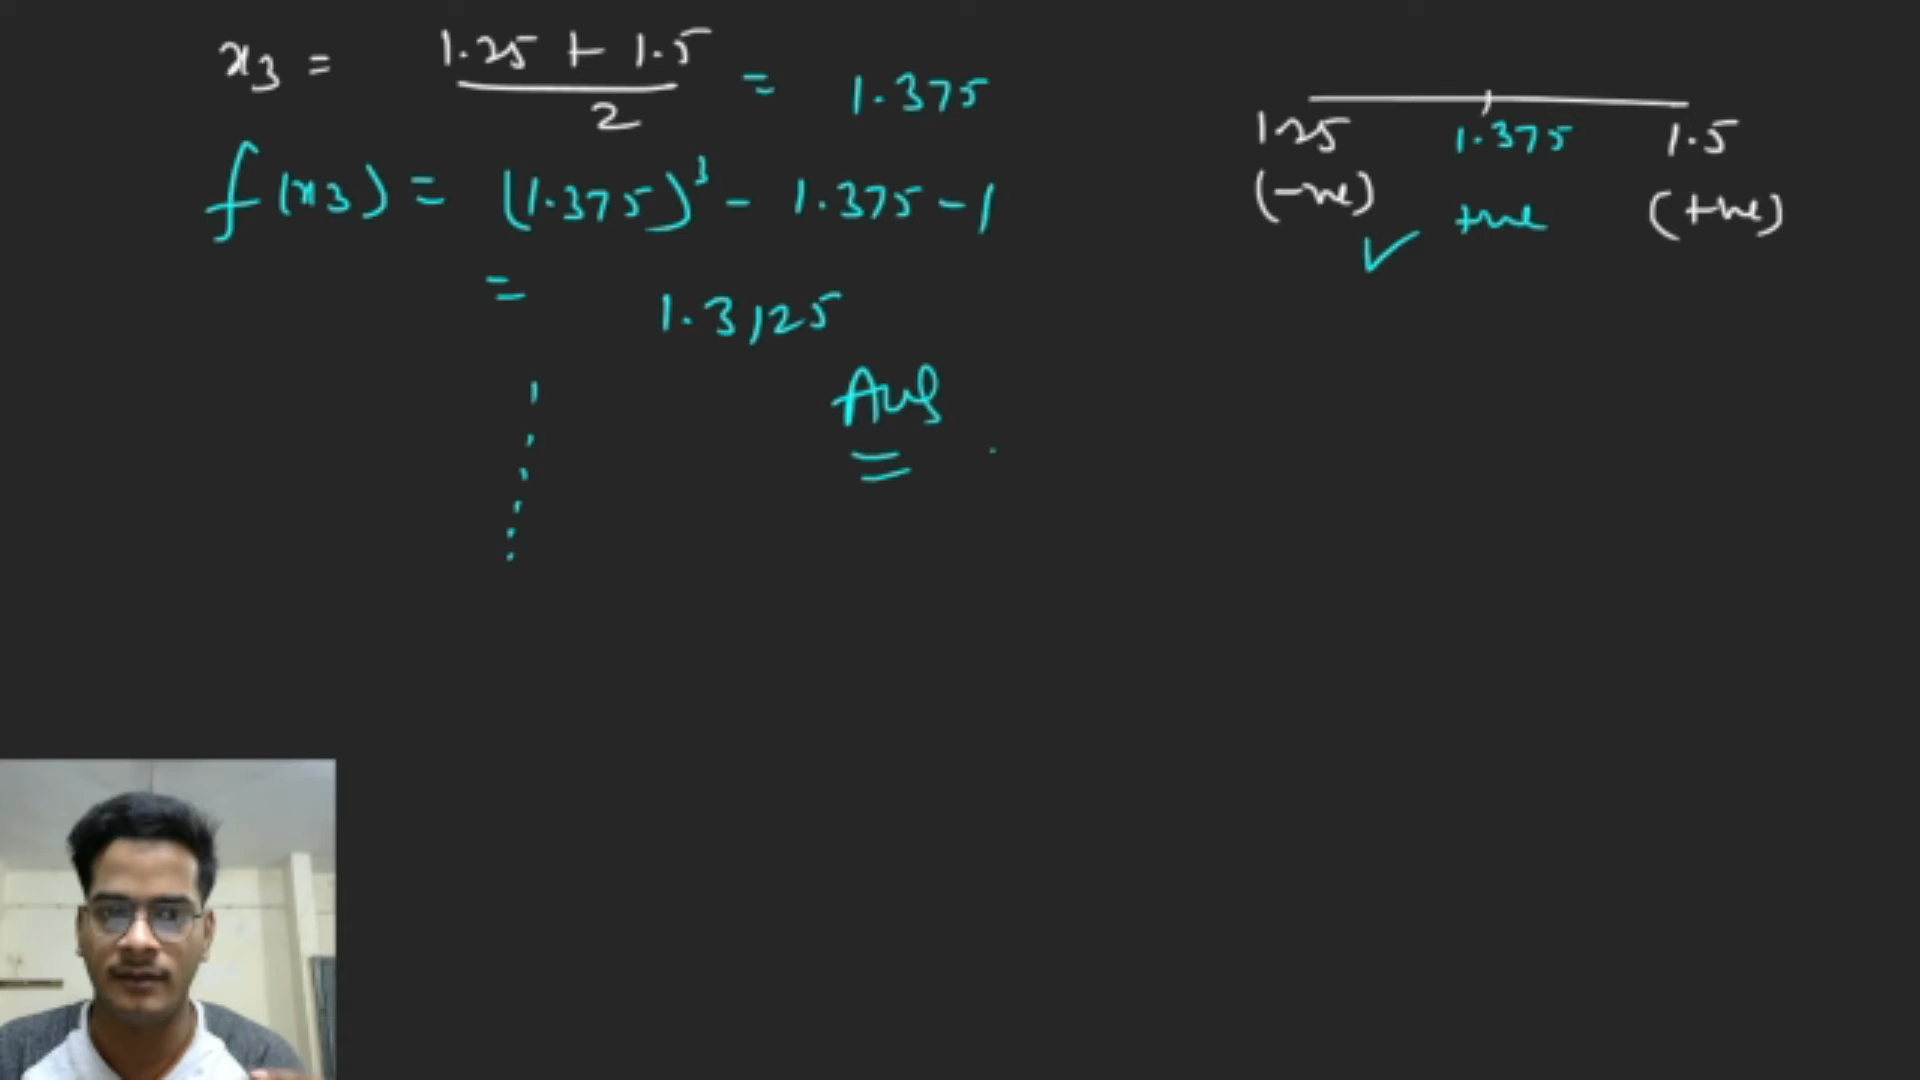 x3 = 1.25 + 1.5 / 2 = 1.375
f(x3) = (1.375)³ - 1.375 - 1
= 1.3125
Ans
1.25 1.375 1.5
(-ve) +ve (+ve)
✓